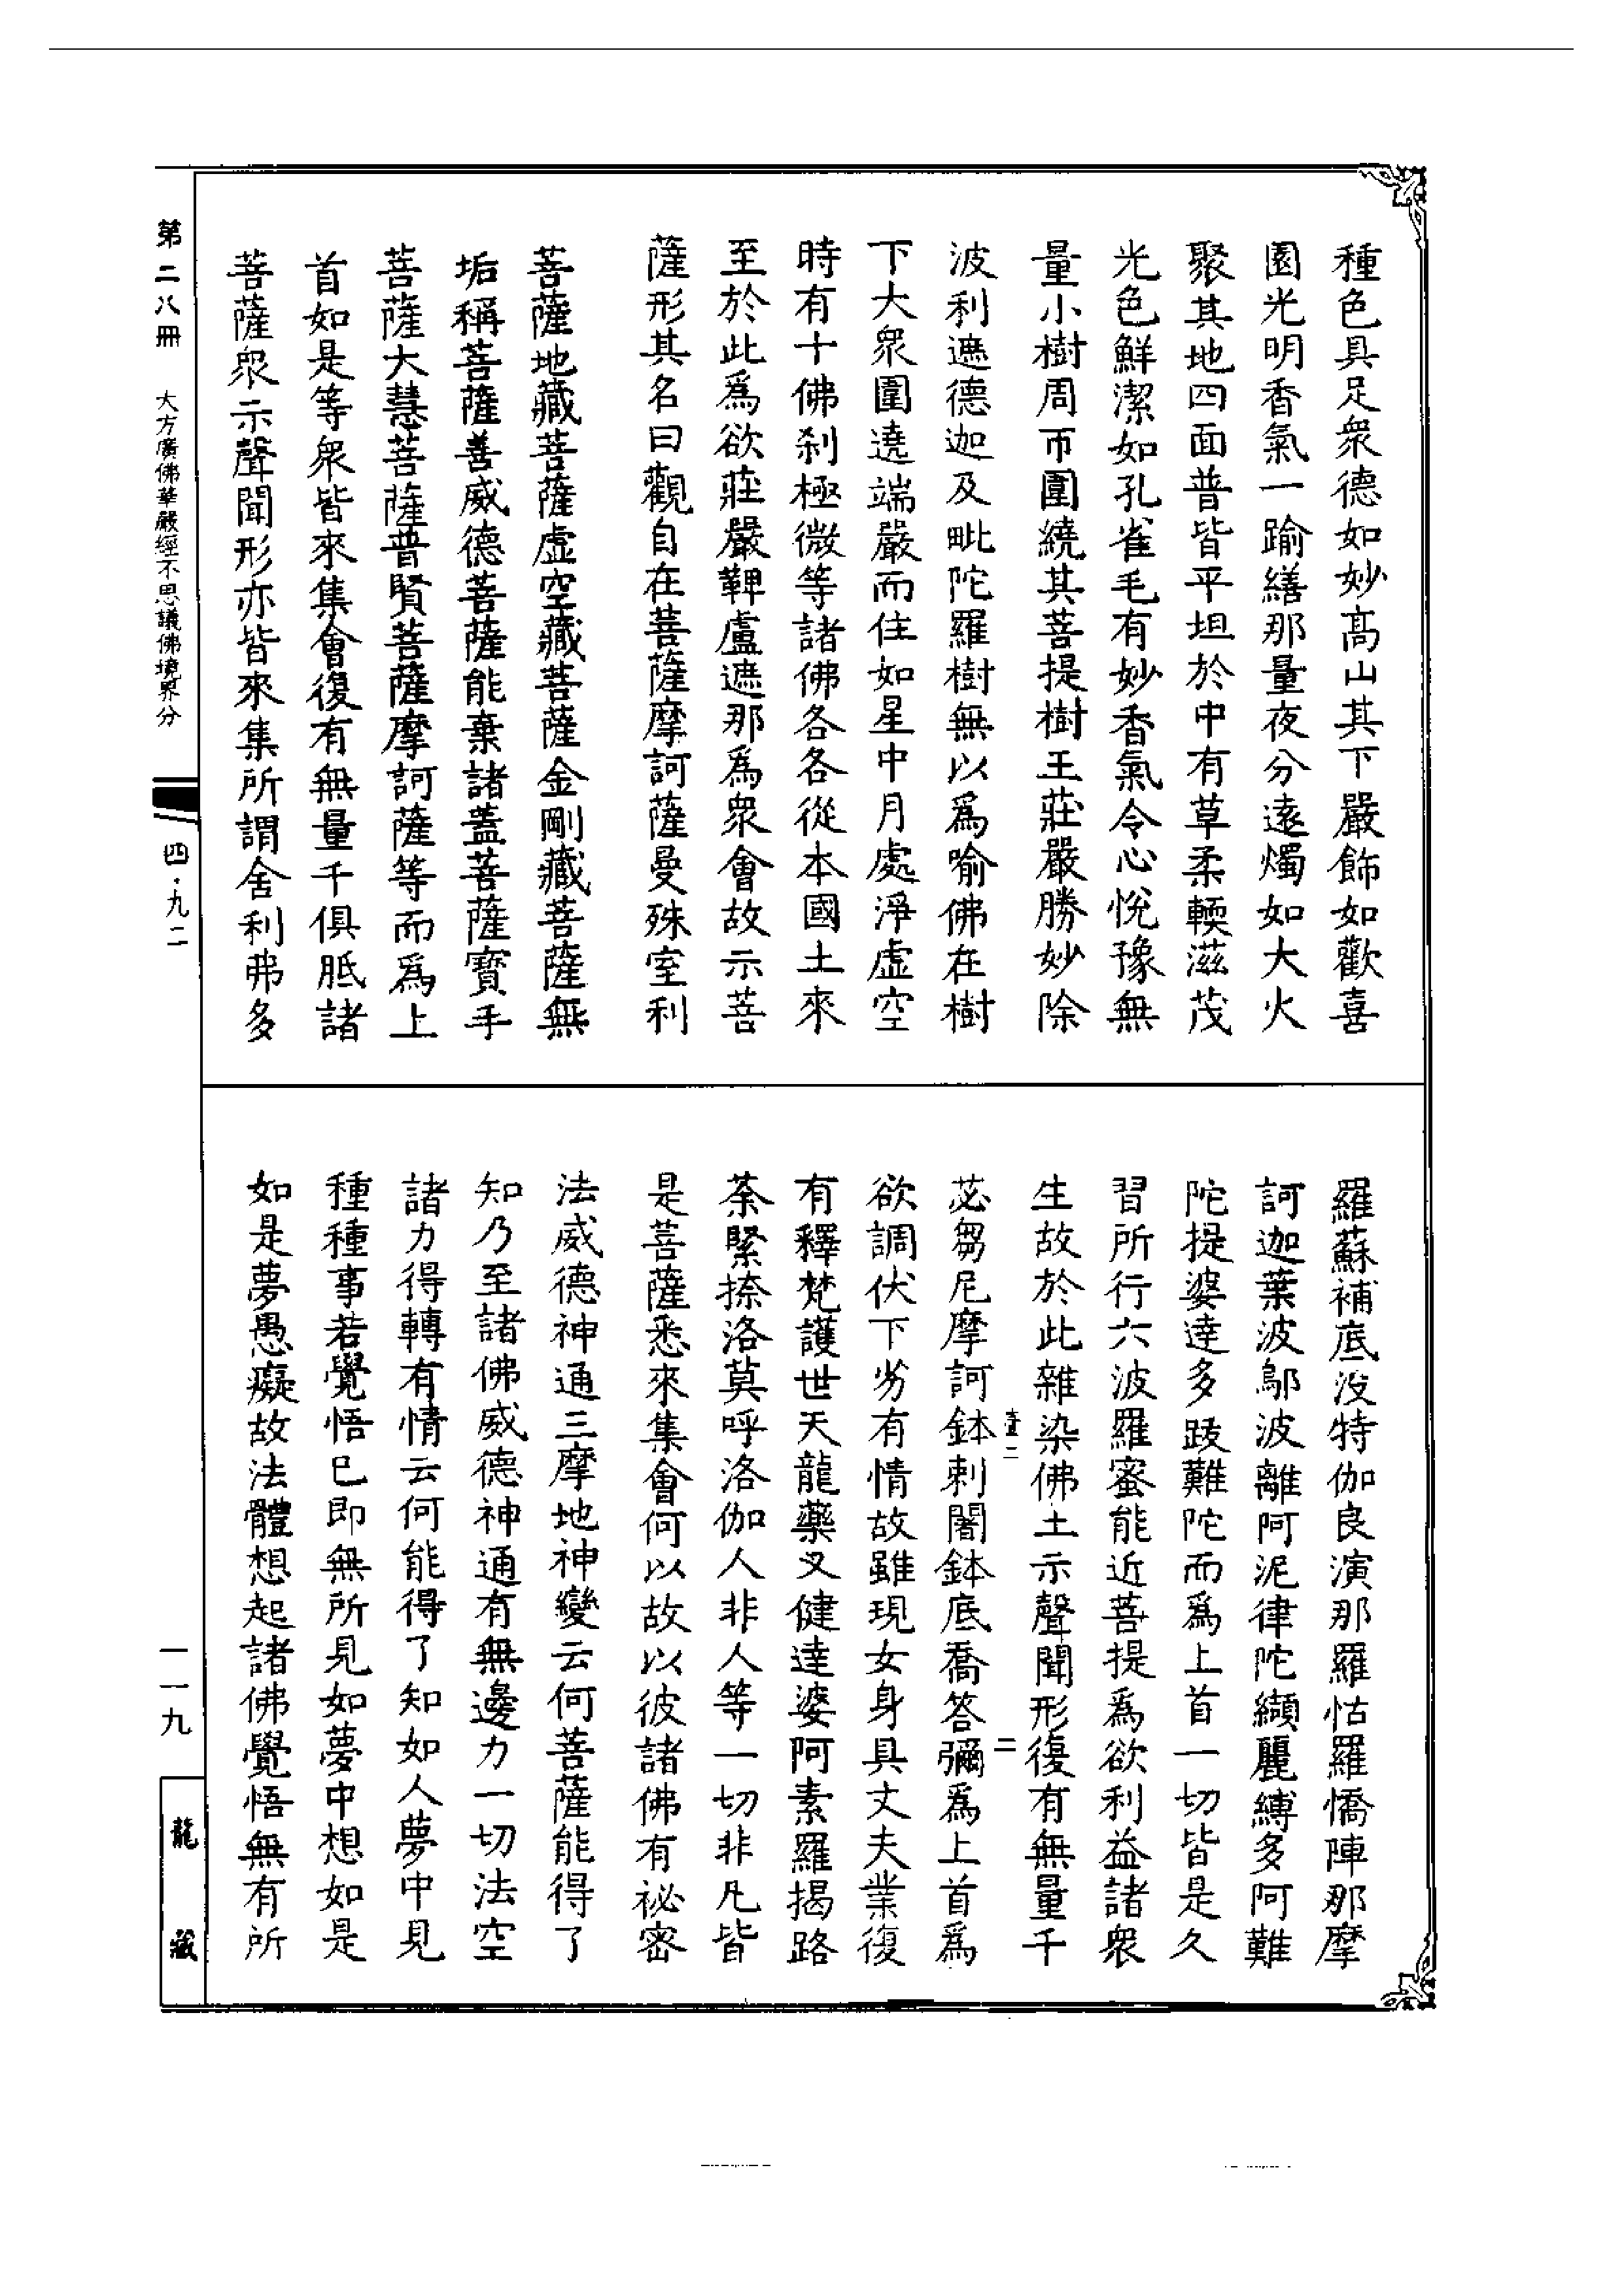 種色具足衆德如妙高山其下嚴飾如歡喜
園光明香氣一踰繕那量夜分遠燭如大火
聚其地四面普皆平坦於中有草柔輭滋茂
光色鮮潔如孔雀毛有妙香氣令心悅豫無
量小樹周帀圍繞其菩提樹王莊嚴勝妙除
波利遮德迦及毗陀羅樹無以爲喻佛在樹
下大衆圍遶端嚴而住如星中月處淨虛空
時有十佛刹極微等諸佛各各從本國土來
至於此爲欲莊嚴鞞盧遮那爲衆會故示菩
薩形其名曰觀自在菩薩摩訶薩曼殊室利
菩薩地藏菩薩虛空藏菩薩金剛藏菩薩無
垢稱菩薩善威德菩薩能棄諸蓋菩薩寶手
菩薩大慧菩薩普賢菩薩摩訶薩等而爲上
首如是等衆皆來集會復有無量千俱胝諸
菩薩衆示聲聞形亦皆來集所謂舍利弗多
羅蘇補底沒特伽良演那羅怙羅憍陣那摩
訶迦葉波鄔波離阿泥律陀纈麗縛多阿難
陀提婆達多跋難陀而爲上首一切皆是久
習所行六波羅蜜能近菩提爲欲利益諸衆
生故於此雜染佛土示聲聞形復有無量千
壹二 二
苾芻尼摩訶鉢剌闍鉢底喬答彌爲上首爲
欲調伏下劣有情故雖現女身具丈夫業復
有釋梵護世天龍藥叉健達婆阿素羅揭路
荼緊捺洛莫呼洛伽人非人等一切非凡皆
是菩薩悉來集會何以故以彼諸佛有祕密
法威德神通三摩地神變云何菩薩能得了
知乃至諸佛威德神通有無邊力一切法空
諸力得轉有情云何能得了知如人夢中見
種種事若覺悟已即無所見如夢中想如是
如是夢愚癡故法體想起諸佛覺悟無有所
第二八冊 大方廣佛華嚴經不思議佛境界分 四·九二
一一九
龍藏